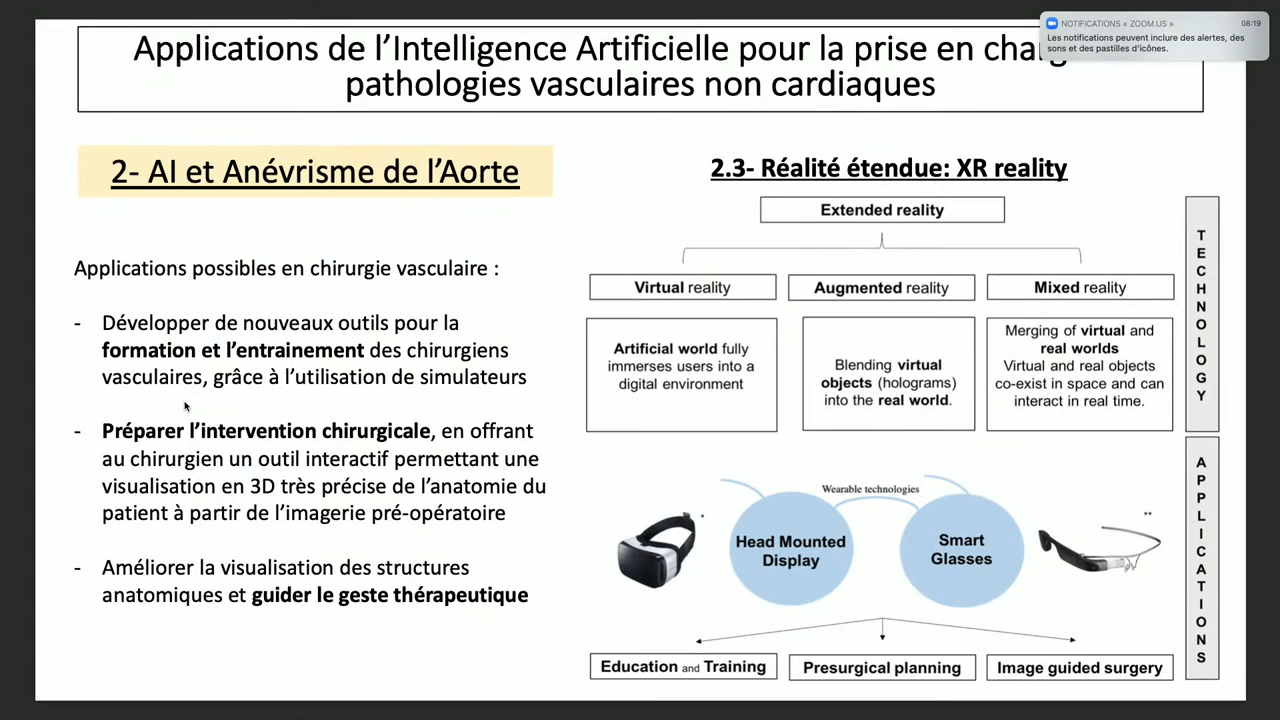 NOTIFICATIONS « ZOOM.US »
08:19
Les notifications peuvent inclure des alertes, des
sons et des pastilles d'icônes.
Applications de l'Intelligence Artificielle pour la prise en
pathologies vasculaires non cardiaques
2- AI et Anévrisme de l'Aorte
Applications possibles en chirurgie vasculaire :
- Développer de nouveaux outils pour la
formation et l'entrainement des chirurgiens
vasculaires, grâce à l'utilisation de simulateurs
- Préparer l'intervention chirurgicale, en offrant
au chirurgien un outil interactif permettant une
visualisation en 3D très précise de l'anatomie du
patient à partir de l'imagerie pré-opératoire
- Améliorer la visualisation des structures
anatomiques et guider le geste thérapeutique
2.3- Réalité étendue: XR reality
Extended reality
Virtual reality
Augmented reality
Mixed reality
Artificial world fully
immerses users into a
digital environment
Blending virtual
objects (holograms)
into the real world.
Merging of virtual and
real worlds
Virtual and real objects
co-exist in space and can
interact in real time.
TECHNOLOGY
Wearable technologies
*
Head Mounted
Display
Smart
Glasses
**
Education and Training
Presurgical planning
Image guided surgery
APPLICATIONS